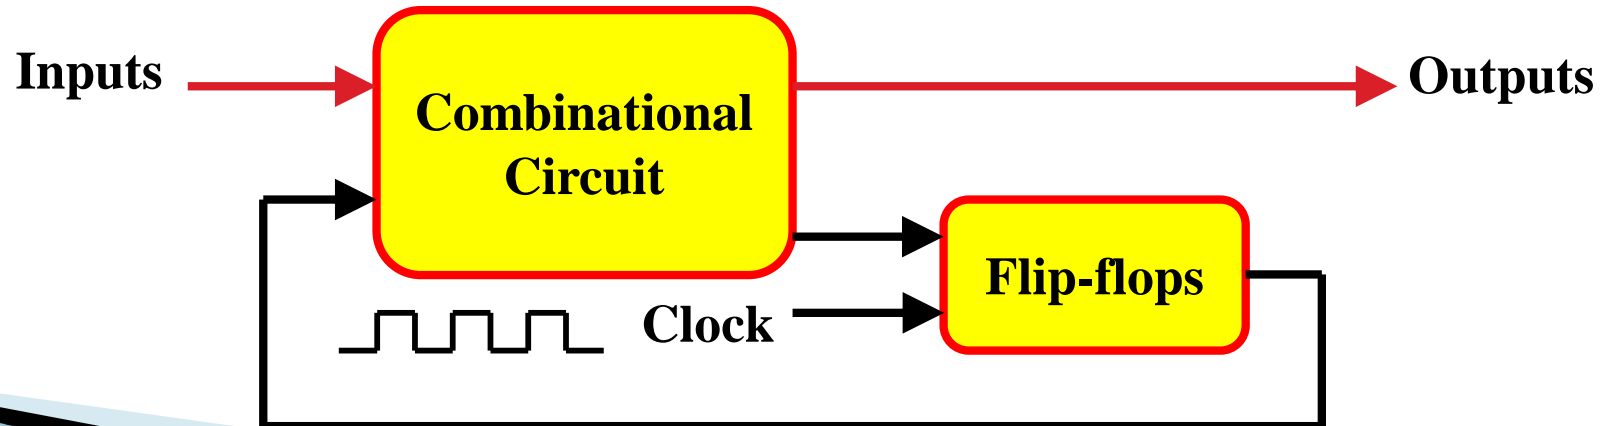 Inputs
Combinational
Circuit
Outputs
Flip-flops
Clock